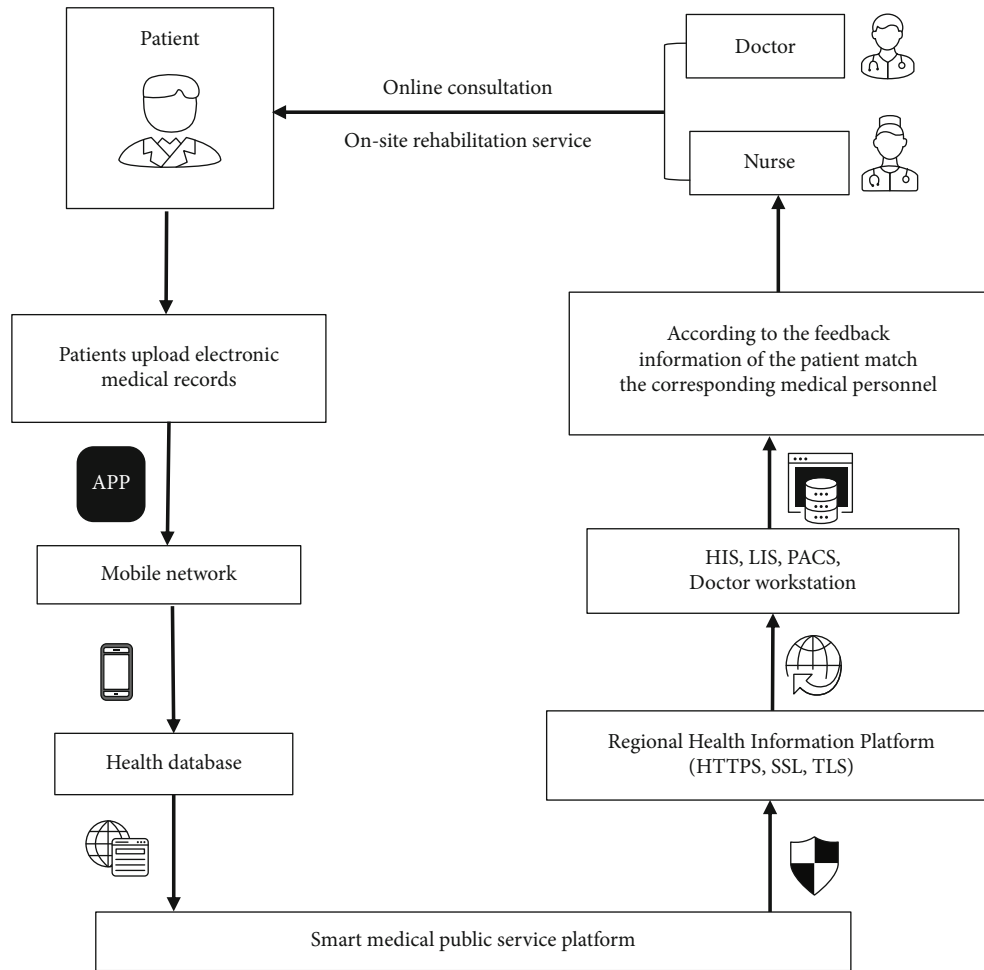 Patient
Doctor
Online consultation
On-site rehabilitation service
Nurse
Patients upload electronic
medical records
According to the feedback
information of the patient match
the corresponding medical personnel
APP
Mobile network
HIS, LIS, PACS,
Doctor workstation
Health database
Regional Health Information Platform
(HTTPS, SSL, TLS)
Smart medical public service platform